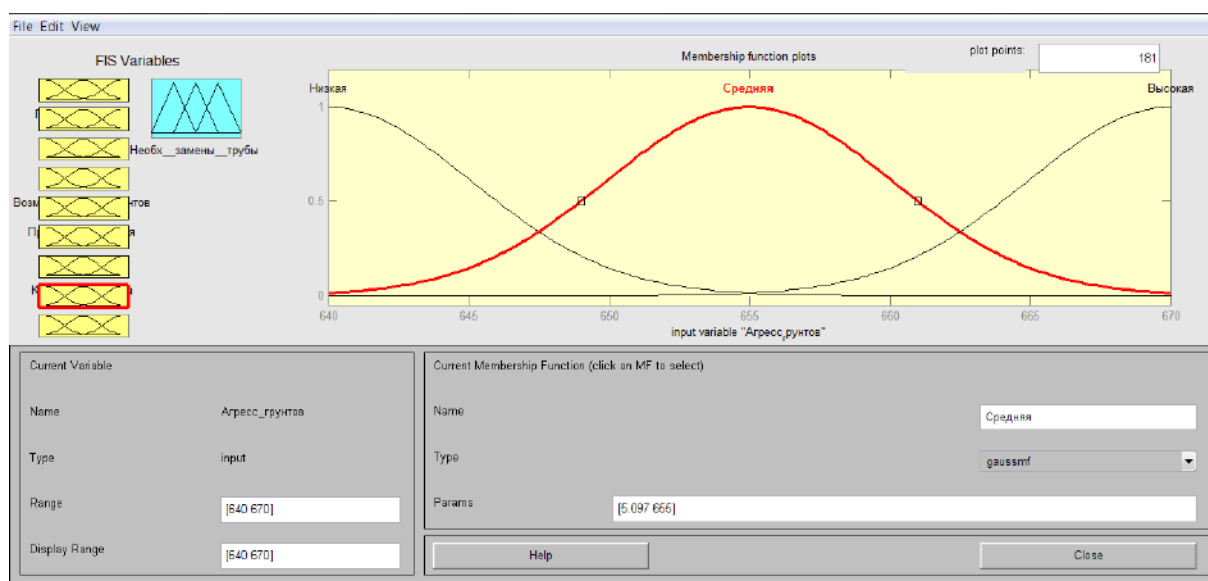 File Edit View
FIS Variables
Membership function plots
plot points:
181
Необх__замены__трубы
Низкая
Средняя
Высокая
1
0.5
0
640
645
650
655
660
665
670
input variable "Агресс_грунтов"
Current Variable
Name
Агресс_грунтов
Type
input
Range
[640 670]
Display Range
[640 670]
Current Membership Function (click on MF to select)
Name
Средняя
Type
gaussmf
Params
[5.097 655]
Help
Close